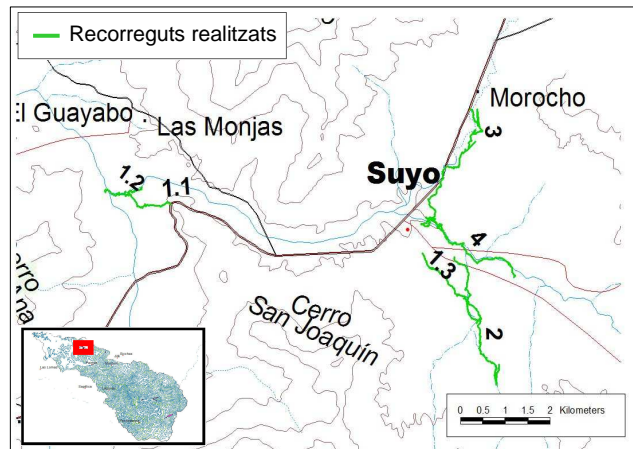 Recorreguts realitzats
Morocho
El Guayabo
Las Monjas
3
Suyo
1.2
1.1
4
1.3
Cerro
San Joaquín
2
0 0.5 1 1.5 2 Kilometers